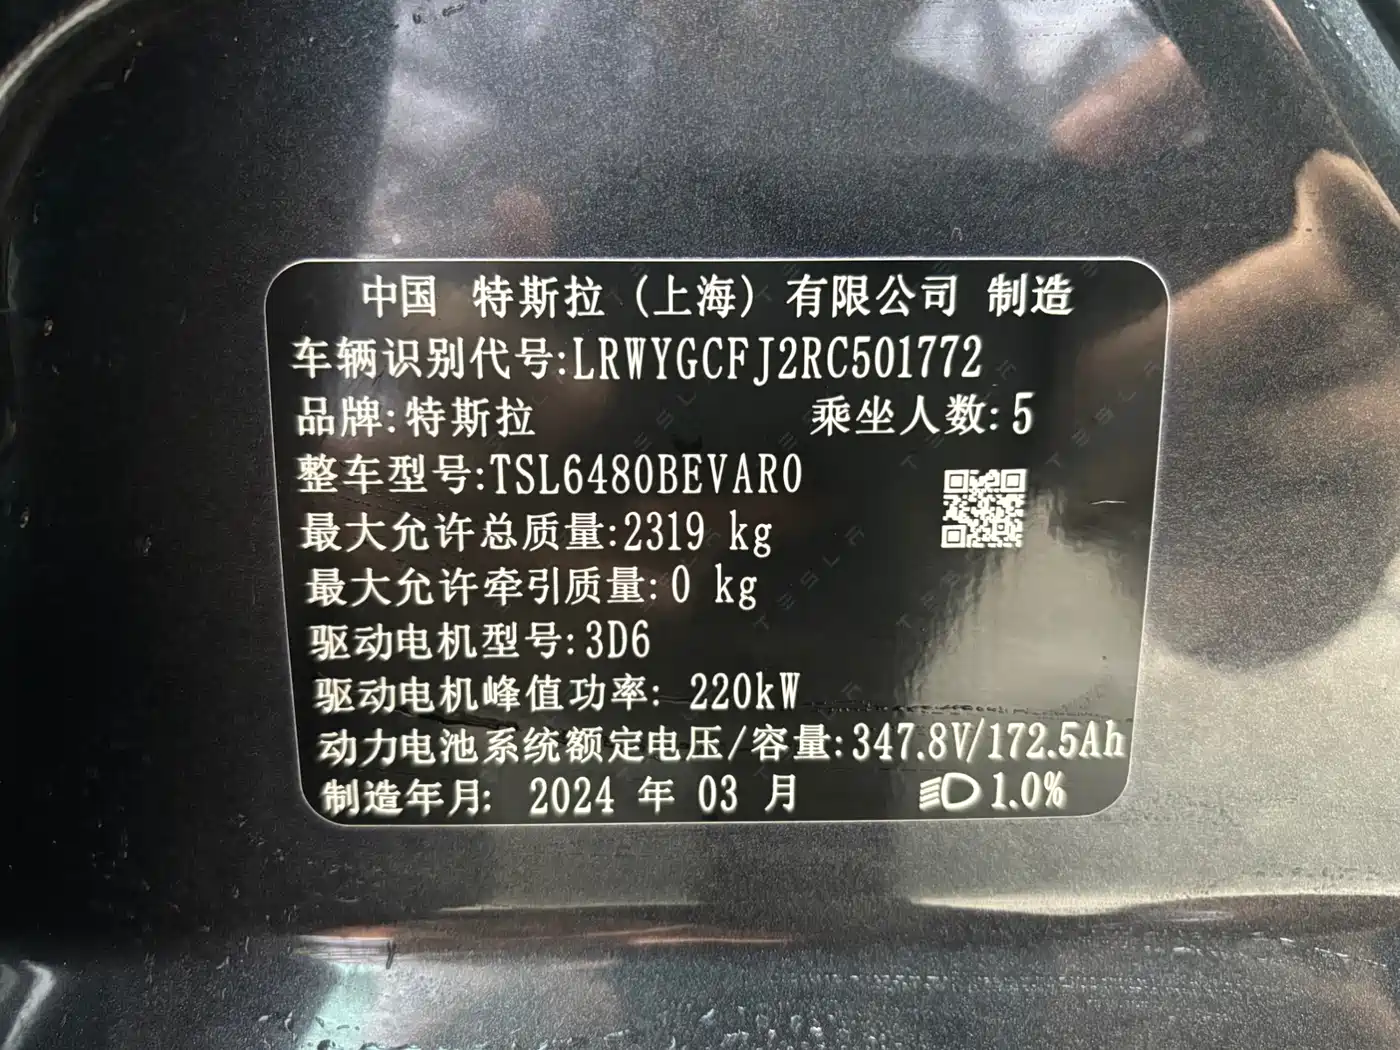 中国 特斯拉(上海)有限公司 制造
车辆识别代号:LRWYGCFJ2RC501772
品牌:特斯拉 乘坐人数:5
整车型号:TSL6480BEVAR0
最大允许总质量:2319 kg
最大允许牵引质量:0 kg
驱动电机型号:3D6
驱动电机峰值功率: 220kW
动力电池系统额定电压/容量:347.8V/172.5Ah
制造年月: 2024 年 03 月 1.0%